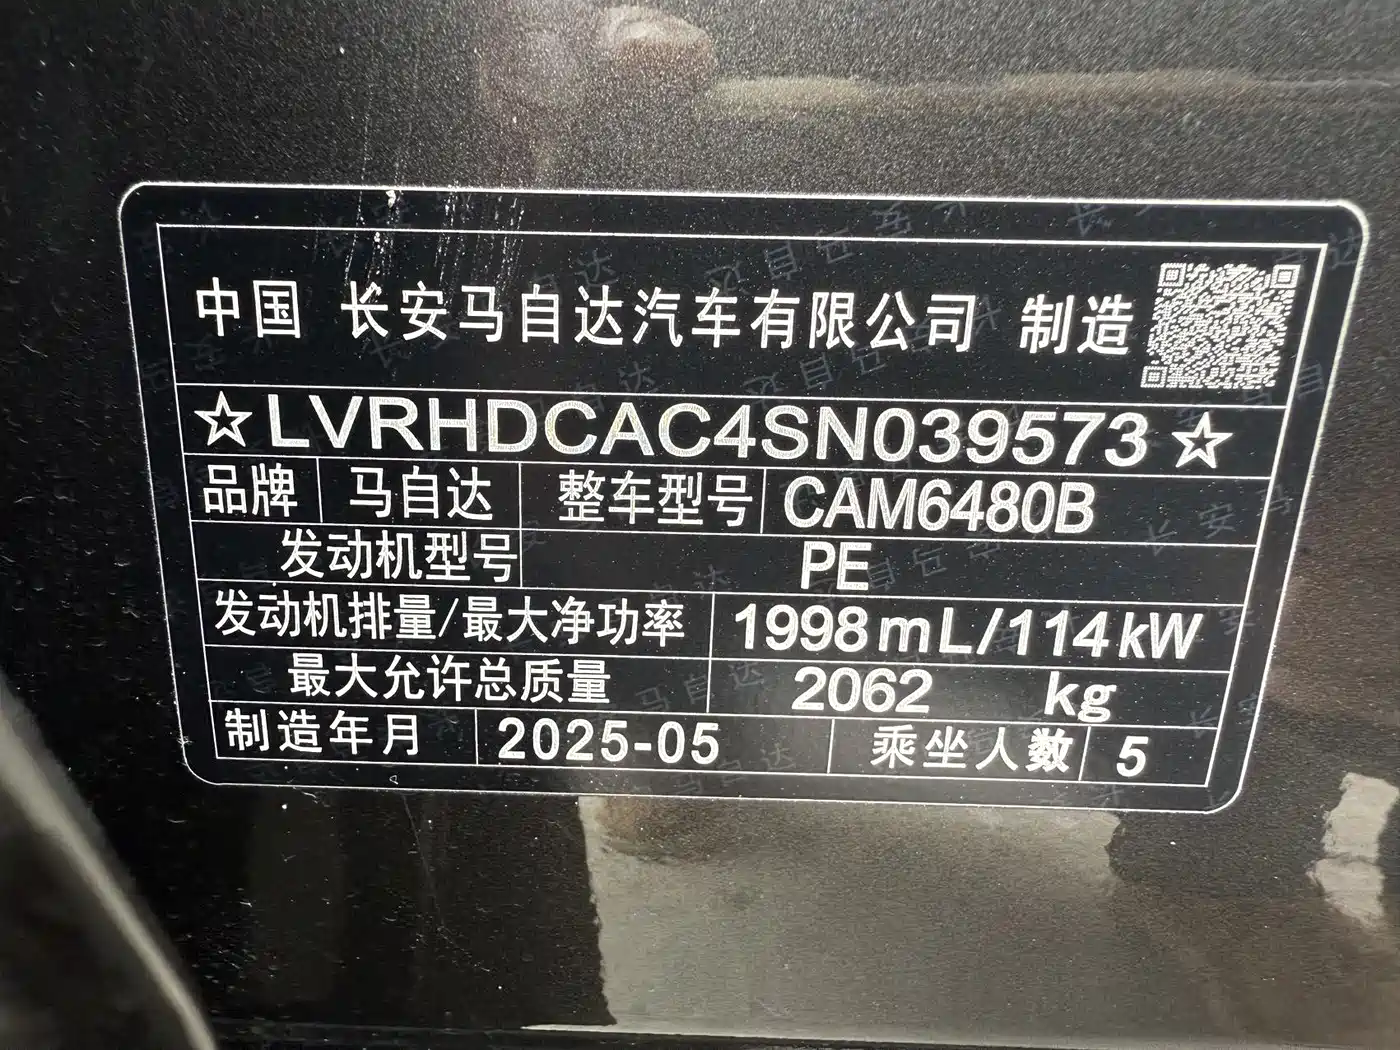 中国 长安马自达汽车有限公司 制造
☆LVRHDCAC4SN039573☆
品牌 马自达 整车型号 CAM6480B
发动机型号 PE
发动机排量/最大净功率 1998mL/114kW
最大允许总质量 2062 kg
制造年月 2025-05 乘坐人数 5